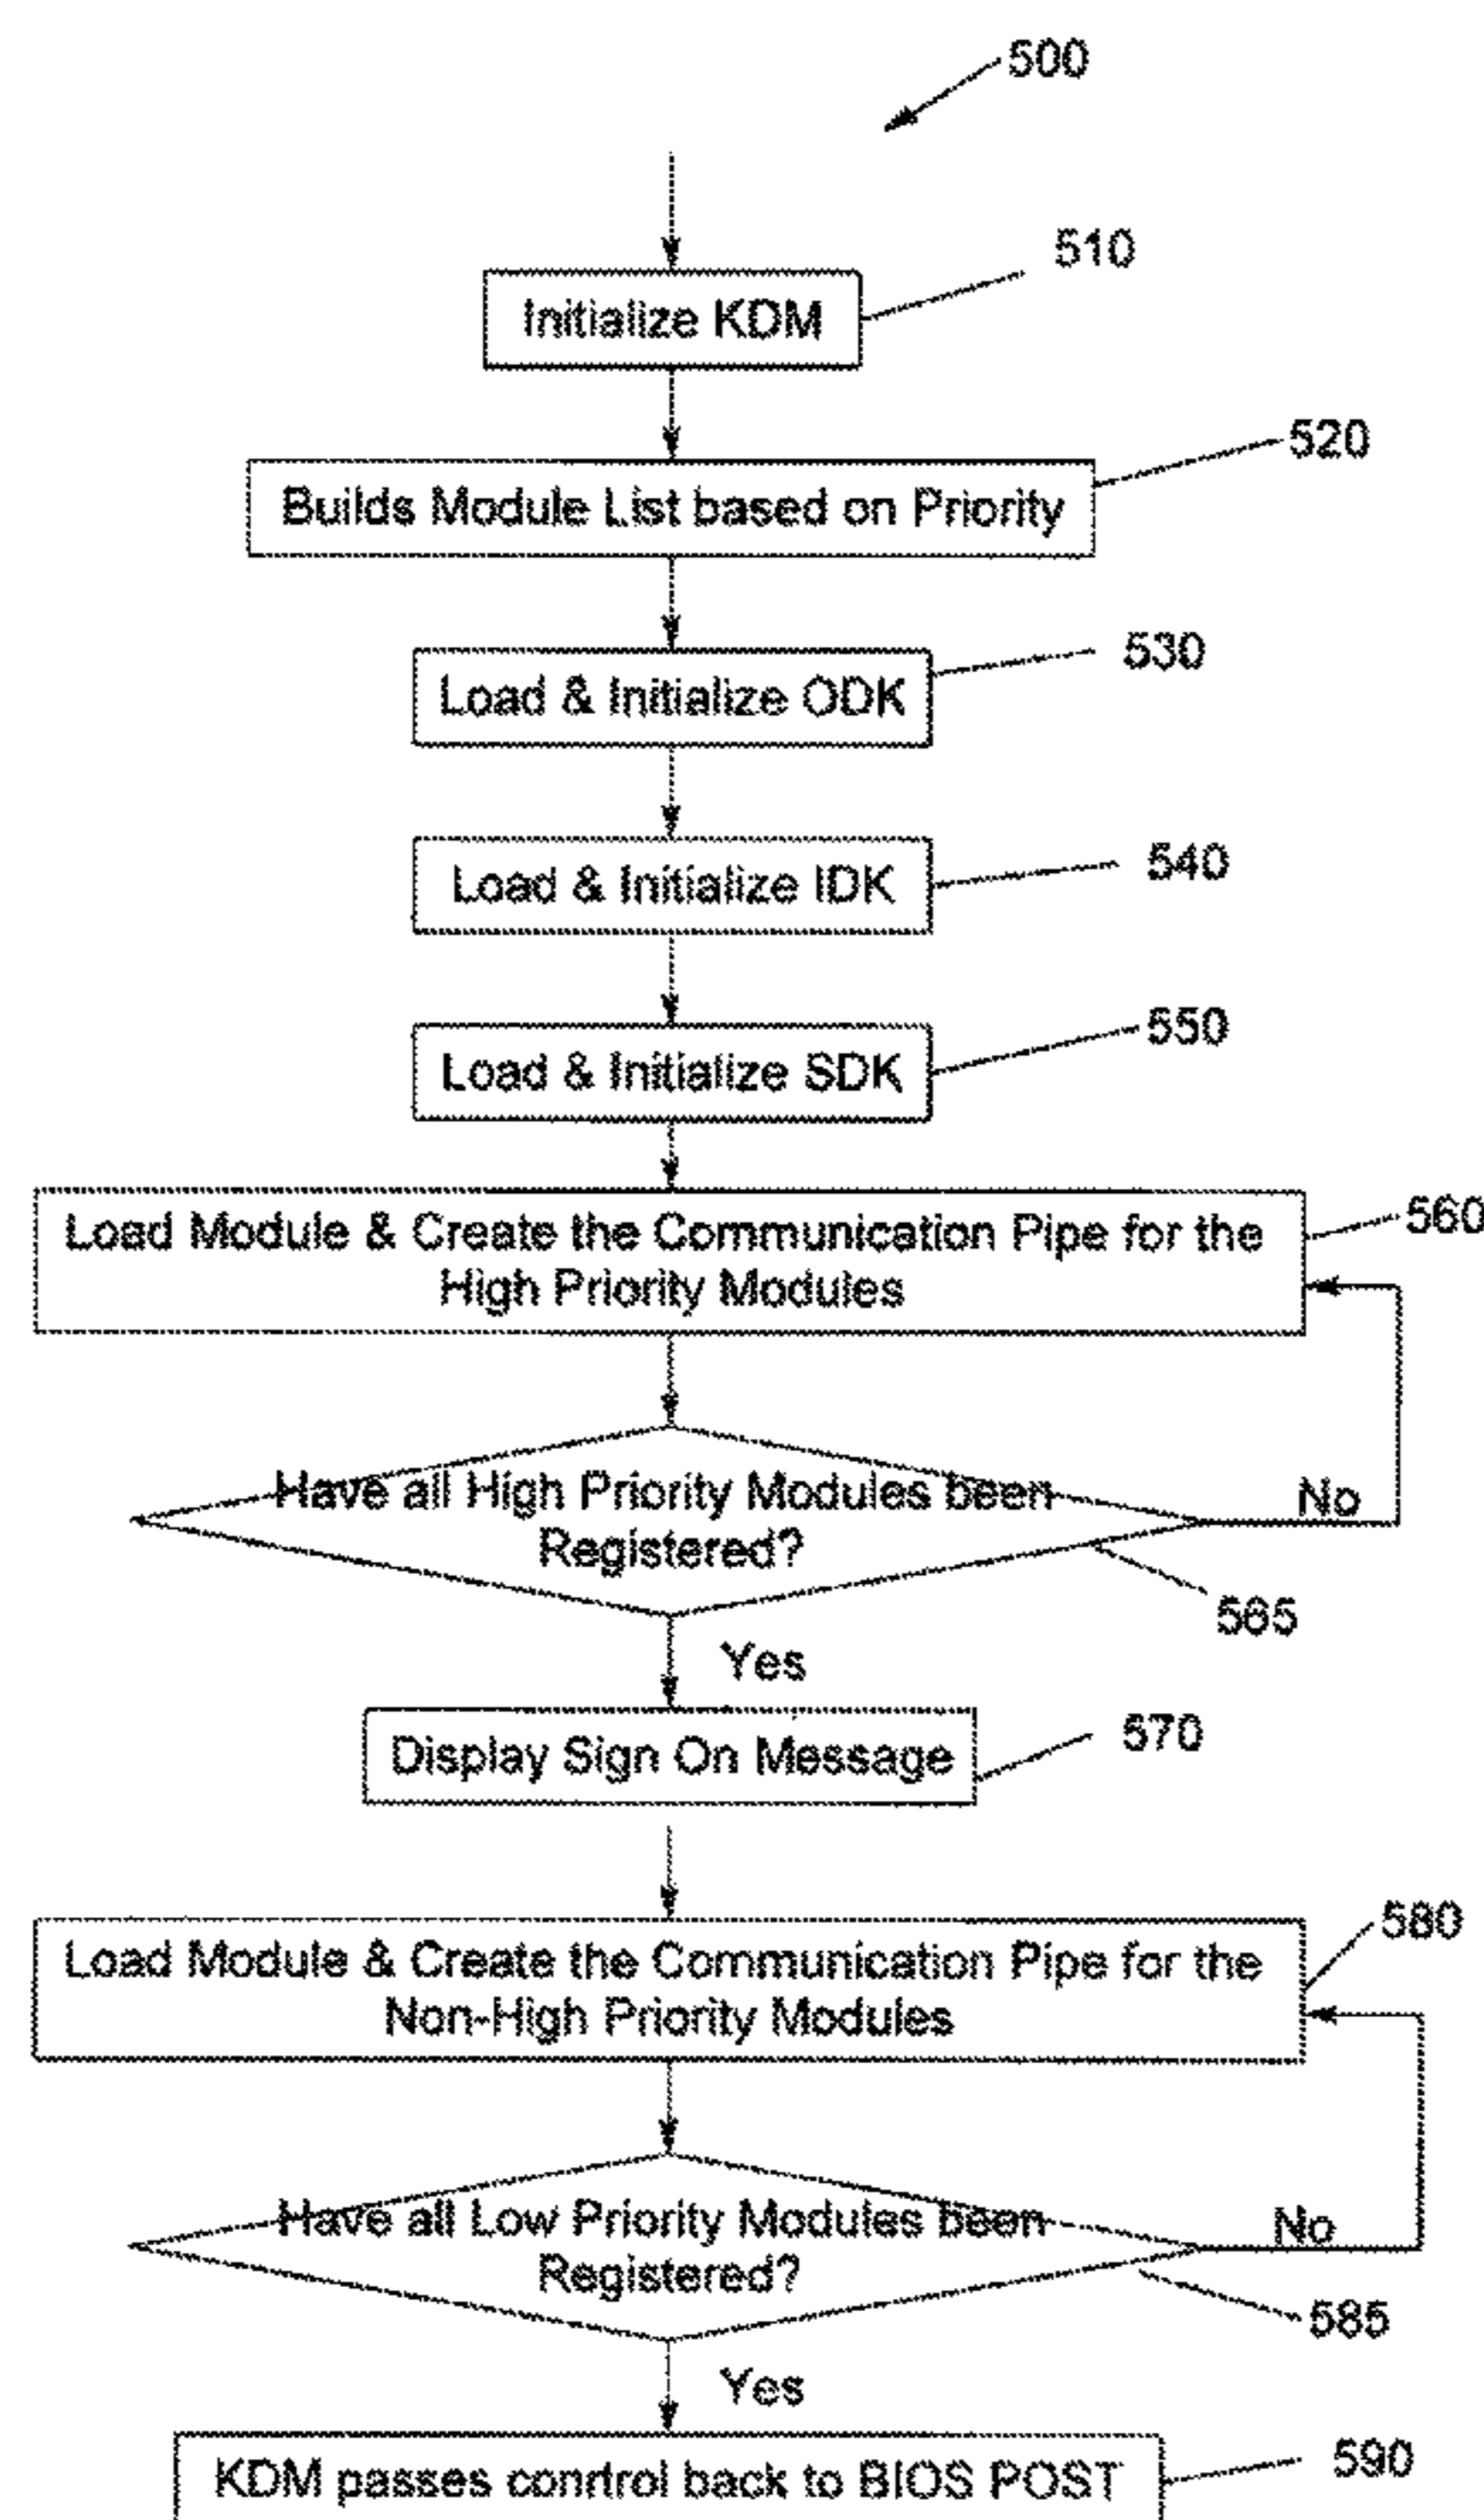 500
510
Initialize KDM
520
Builds Module List based on Priority
530
Load & Initialize ODK
540
Load & Initialize IDK
550
Load & Initialize SDK
560
Load Module & Create the Communication Pipe for the
High Priority Modules
Have all High Priority Modules been
Registered?
No
565
Yes
570
Display Sign On Message
580
Load Module & Create the Communication Pipe for the
Non-High Priority Modules
Have all Low Priority Modules been
Registered?
No
585
Yes
590
KDM passes conrtrol back to BIOS POST